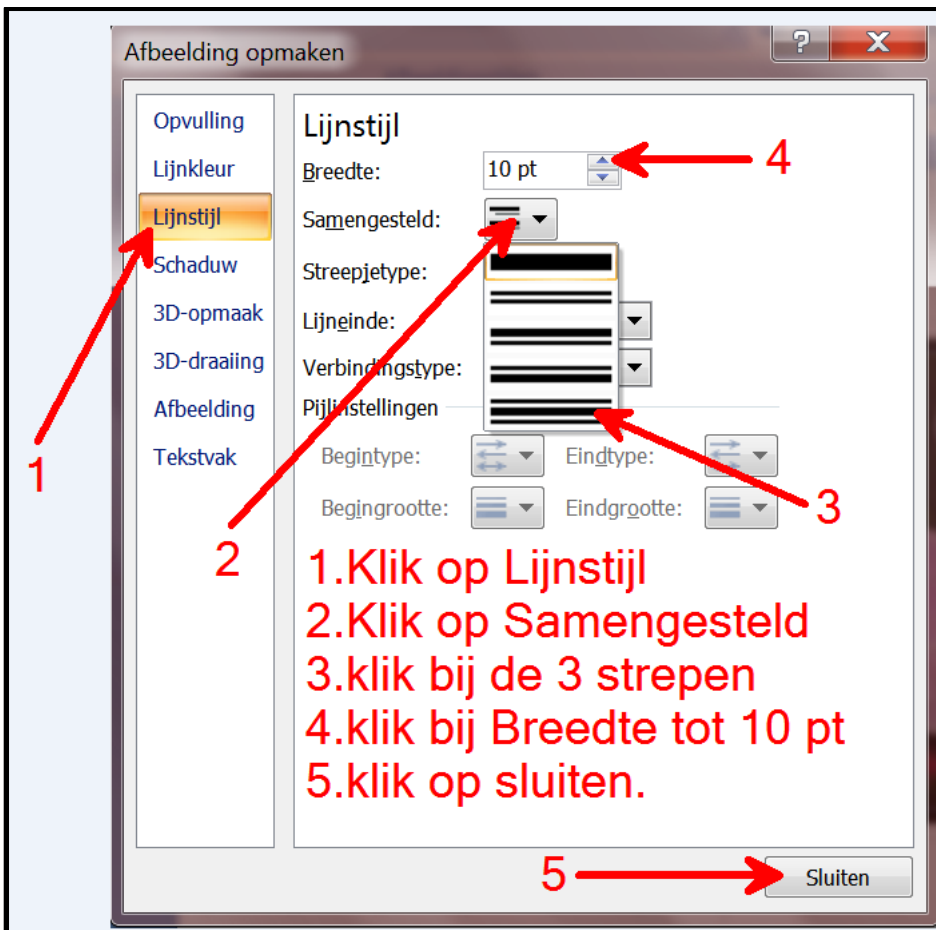 Afbeelding opmaken
?
X
Opvulling
Lijnkleur
Lijnstijl
Schaduw
3D-opmaak
3D-draaiing
Afbeelding
Tekstvak
Lijnstijl
Breedte: 10 pt
Samengesteld:
Streepjetype:
Lijneinde:
Verbindingstype:
Pijlinstellingen
Begintype: Eindtype:
Begingrootte: Eindgrootte:
1
2
3
4
1.Klik op Lijnstijl
2.Klik op Samengesteld
3.klik bij de 3 strepen
4.klik bij Breedte tot 10 pt
5.klik op sluiten.
5
Sluiten